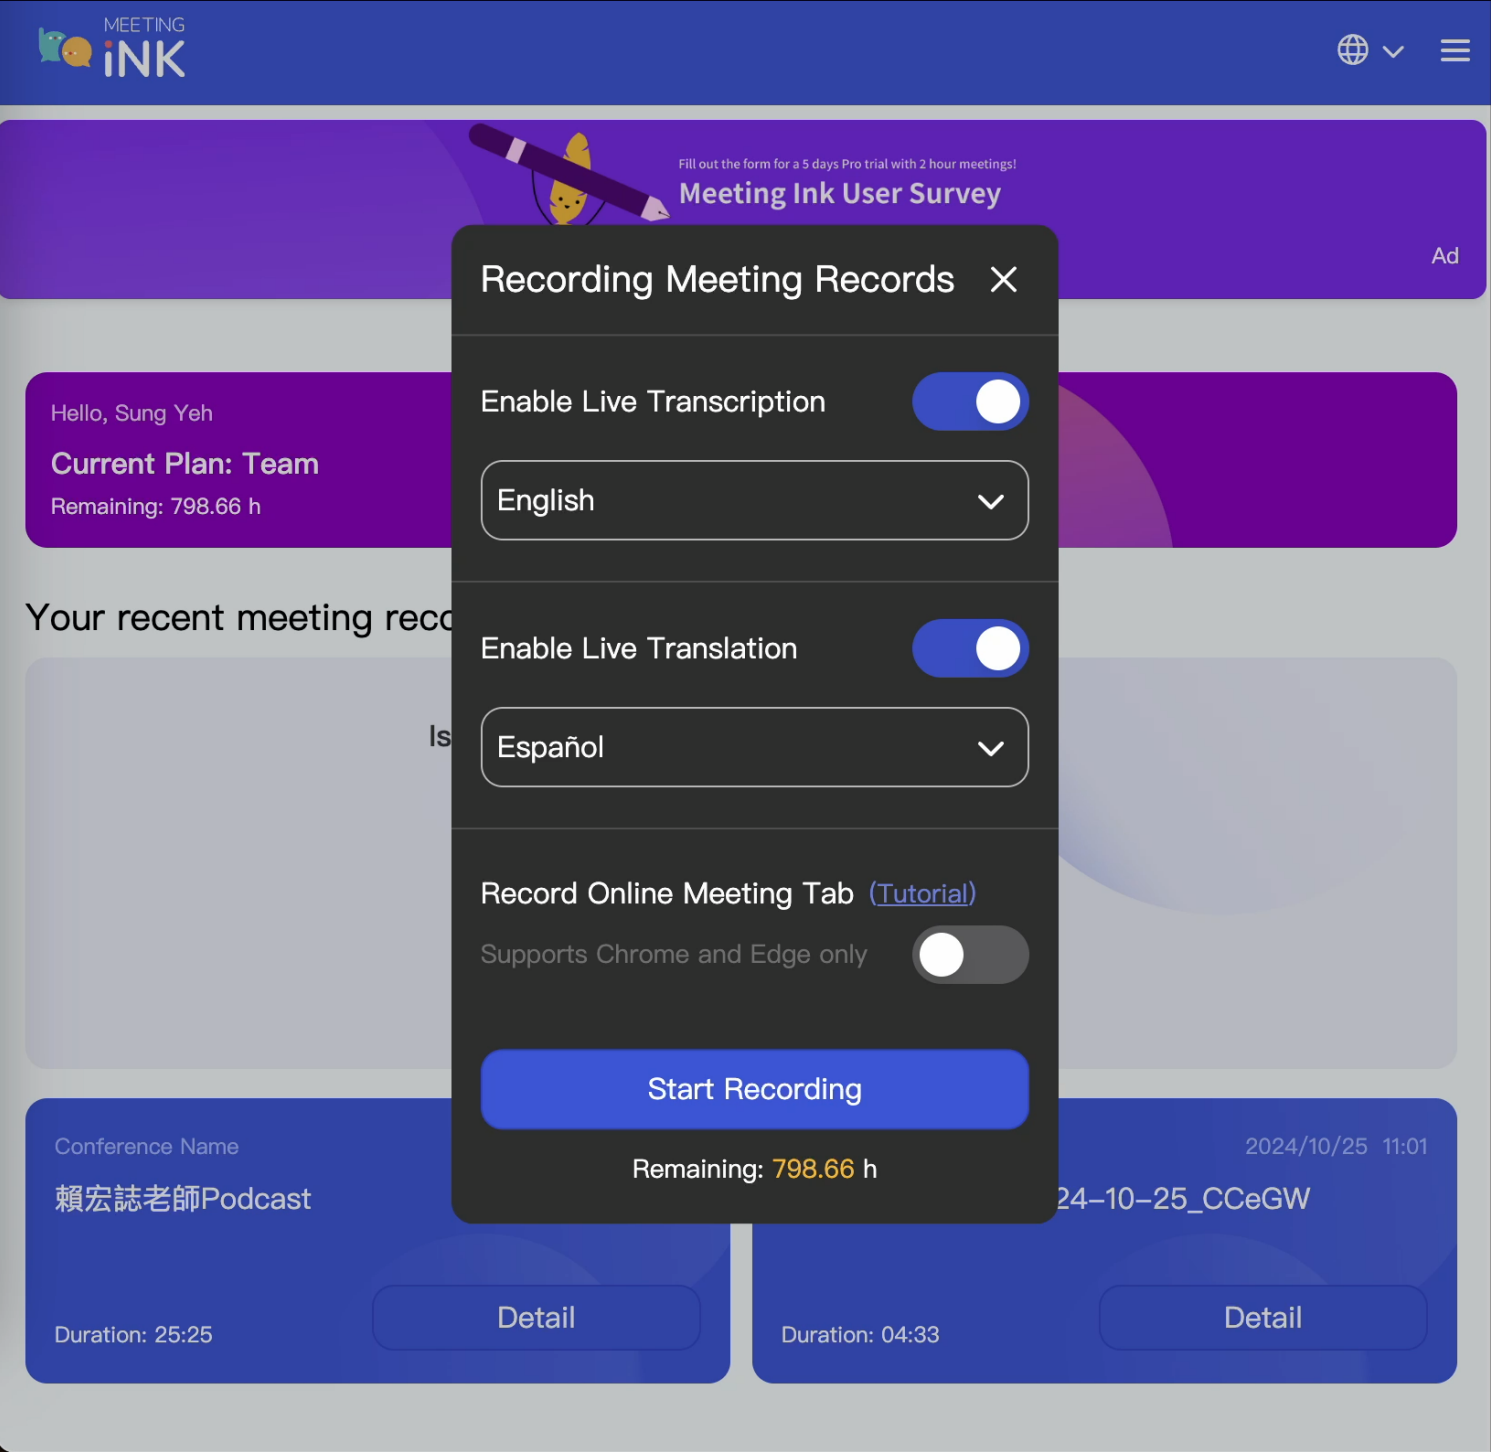 MEETING
iNK
Fill out the form for a 5 days Pro trial with 2 hour meetings!
Meeting Ink User Survey
Ad
Recording Meeting Records
Hello, Sung Yeh
Current Plan: Team
Remaining: 798.66 h
Enable Live Transcription
English
Your recent meeting reco
Enable Live Translation
Is
Español
Record Online Meeting Tab (Tutorial)
Supports Chrome and Edge only
Start Recording
Remaining: 798.66 h
Conference Name
賴宏誌老師Podcast
Duration: 25:25
Detail
2024/10/25 11:01
24-10-25_CCeGW
Duration: 04:33
Detail